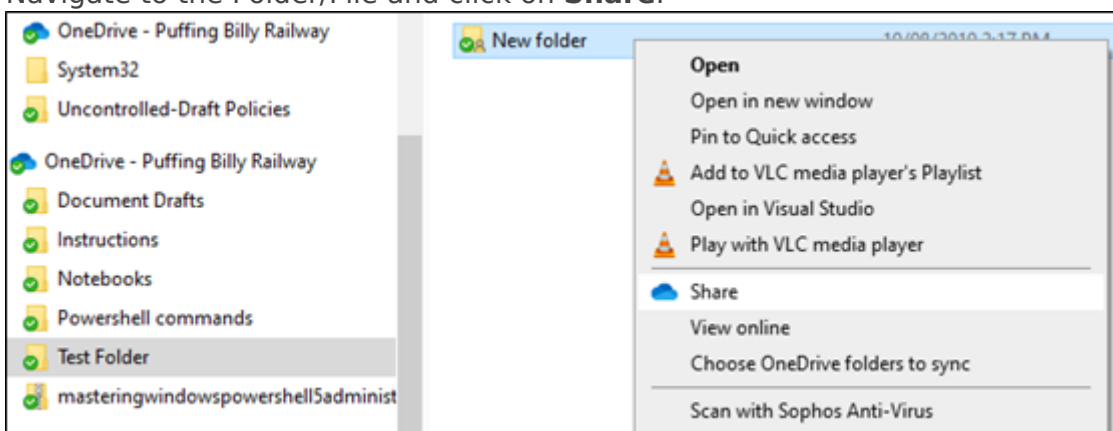 Navigate to the Folder/File and click on Share.
OneDrive - Puffing Billy Railway
System32
Uncontrolled-Draft Policies
OneDrive - Puffing Billy Railway
Document Drafts
Instructions
Notebooks
Powershell commands
Test Folder
masteringwindowspowershell5administ
New folder
Open
Open in new window
Pin to Quick access
Add to VLC media player's Playlist
Open in Visual Studio
Play with VLC media player
Share
View online
Choose OneDrive folders to sync
Scan with Sophos Anti-Virus